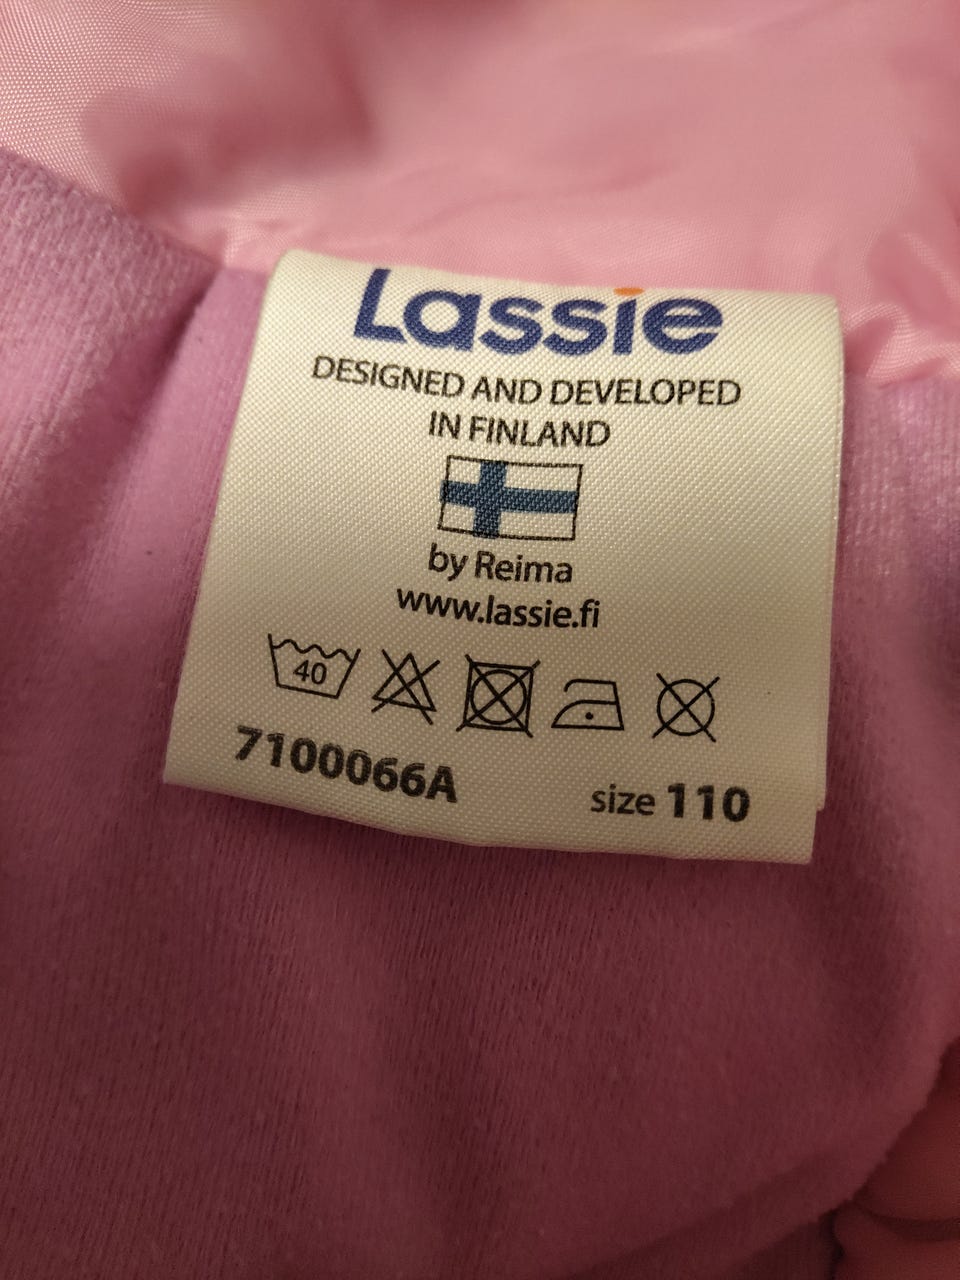 Lassie
DESIGNED AND DEVELOPED
IN FINLAND
by Reima
www.lassie.fi
40
7100066A size 110